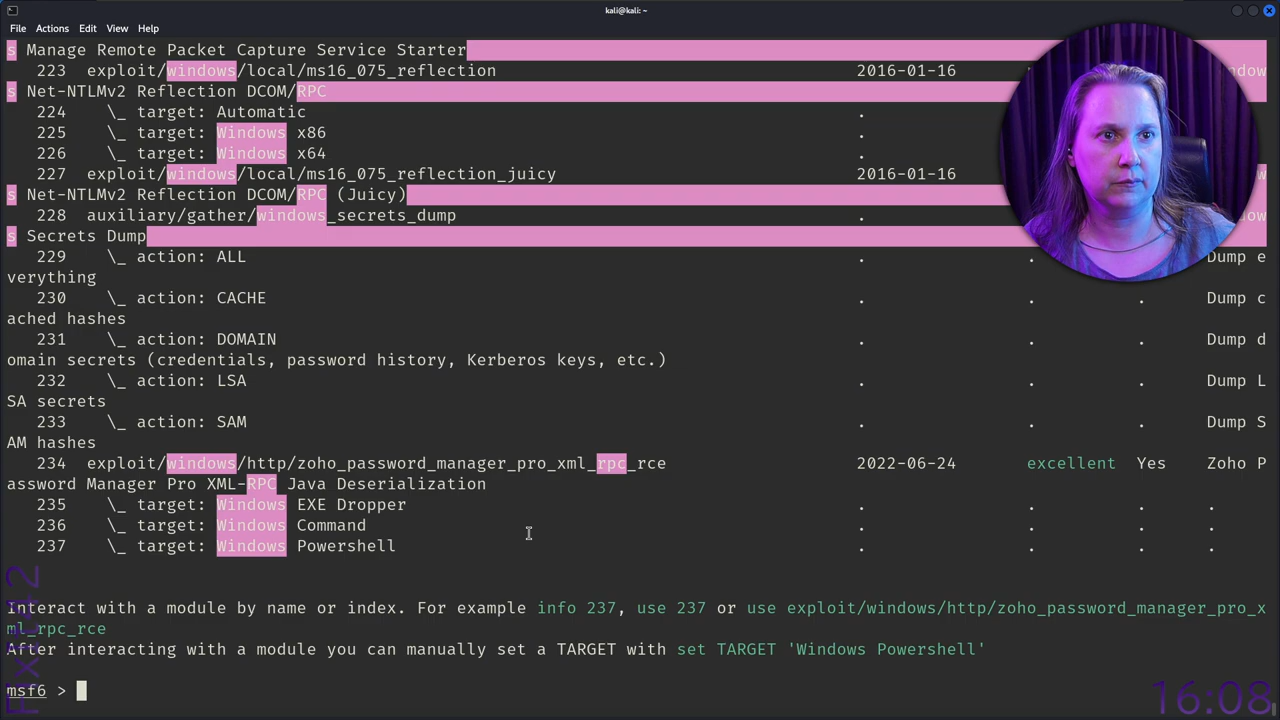 kali@kali: ~
File Actions Edit View Help
s Manage Remote Packet Capture Service Starter
223 exploit/windows/local/ms16_075_reflection 2016-01-16
s Net-NTLMv2 Reflection DCOM/RPC
224 \_ target: Automatic .
225 \_ target: Windows x86 .
226 \_ target: Windows x64 .
227 exploit/windows/local/ms16_075_reflection_juicy 2016-01-16
s Net-NTLMv2 Reflection DCOM/RPC (Juicy)
228 auxiliary/gather/windows_secrets_dump .
s Secrets Dump
229 \_ action: ALL . . . Dump e
verything
230 \_ action: CACHE . . . Dump c
ached hashes
231 \_ action: DOMAIN . . . Dump d
omain secrets (credentials, password history, Kerberos keys, etc.)
232 \_ action: LSA . . . Dump L
SA secrets
233 \_ action: SAM . . . Dump S
AM hashes
234 exploit/windows/http/zoho_password_manager_pro_xml_rpc_rce 2022-06-24 excellent Yes Zoho P
assword Manager Pro XML-RPC Java Deserialization
235 \_ target: Windows EXE Dropper . . . .
236 \_ target: Windows Command . . . .
237 \_ target: Windows Powershell . . . .
Interact with a module by name or index. For example info 237, use 237 or use exploit/windows/http/zoho_password_manager_pro_x
ml_rpc_rce
After interacting with a module you can manually set a TARGET with set TARGET 'Windows Powershell'
msf6 >
16:08